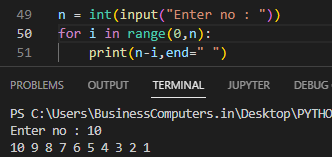 49 n = int(input("Enter no : "))
50 for i in range(0,n):
51 print(n-i,end=" ")
PROBLEMS OUTPUT TERMINAL JUPYTER DEBUG
PS C:\Users\BusinessComputers.in\Desktop\PYTHO
Enter no : 10
10 9 8 7 6 5 4 3 2 1